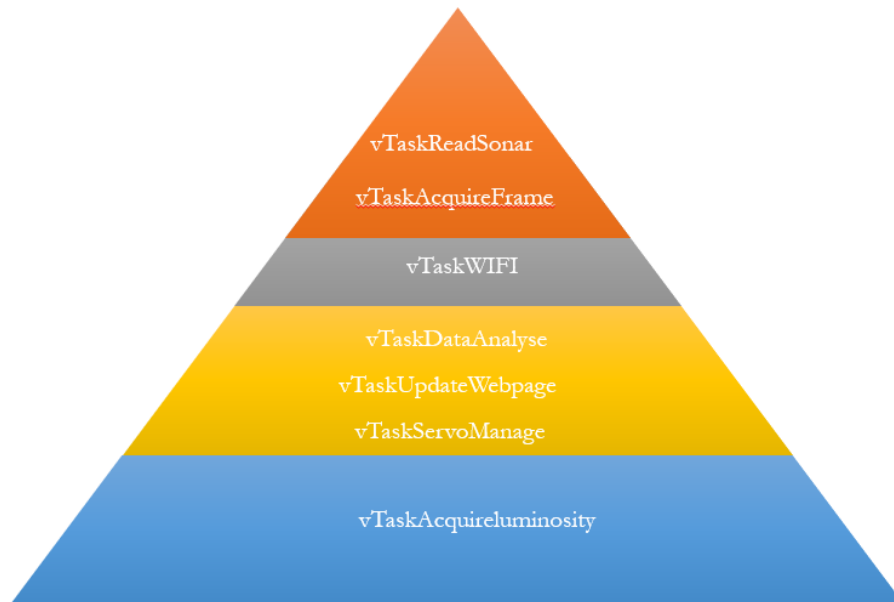 vTaskReadSonar
vTaskAcquireFrame
vTaskWIFI
vTaskDataAnalyse
vTaskUpdateWebpage
vTaskServoManage
vTaskAcquireluminosity